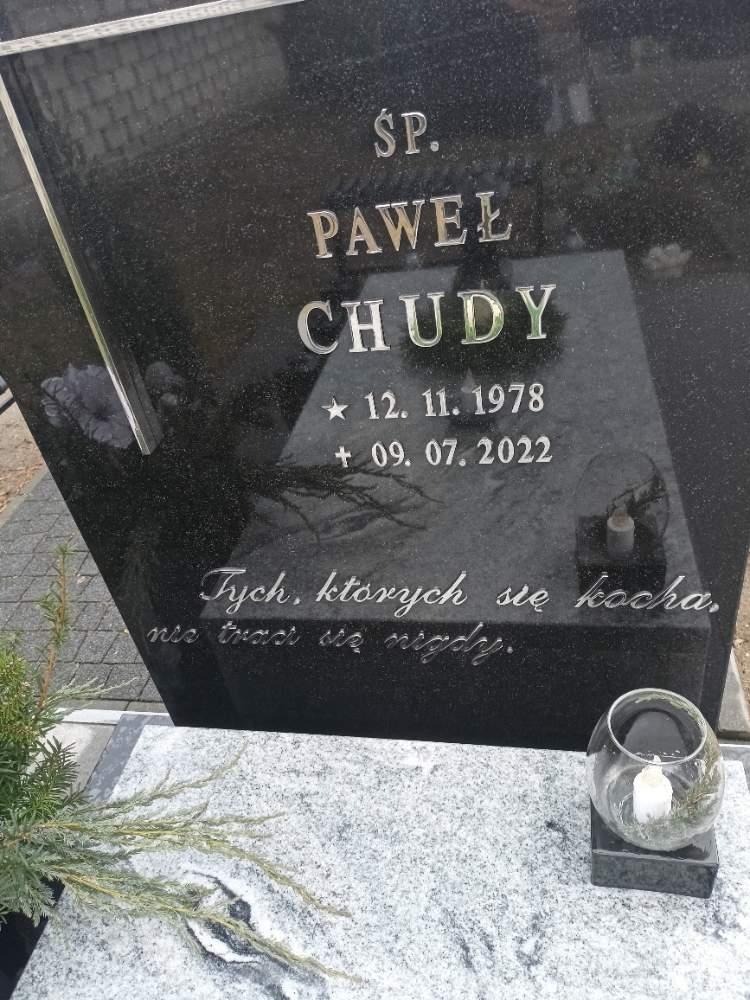 ŚP.
PAWEŁ
CHUDY
★ 12. 11. 1978
✝ 09. 07. 2022
Tych, których się kocha,
nie traci się nigdy.